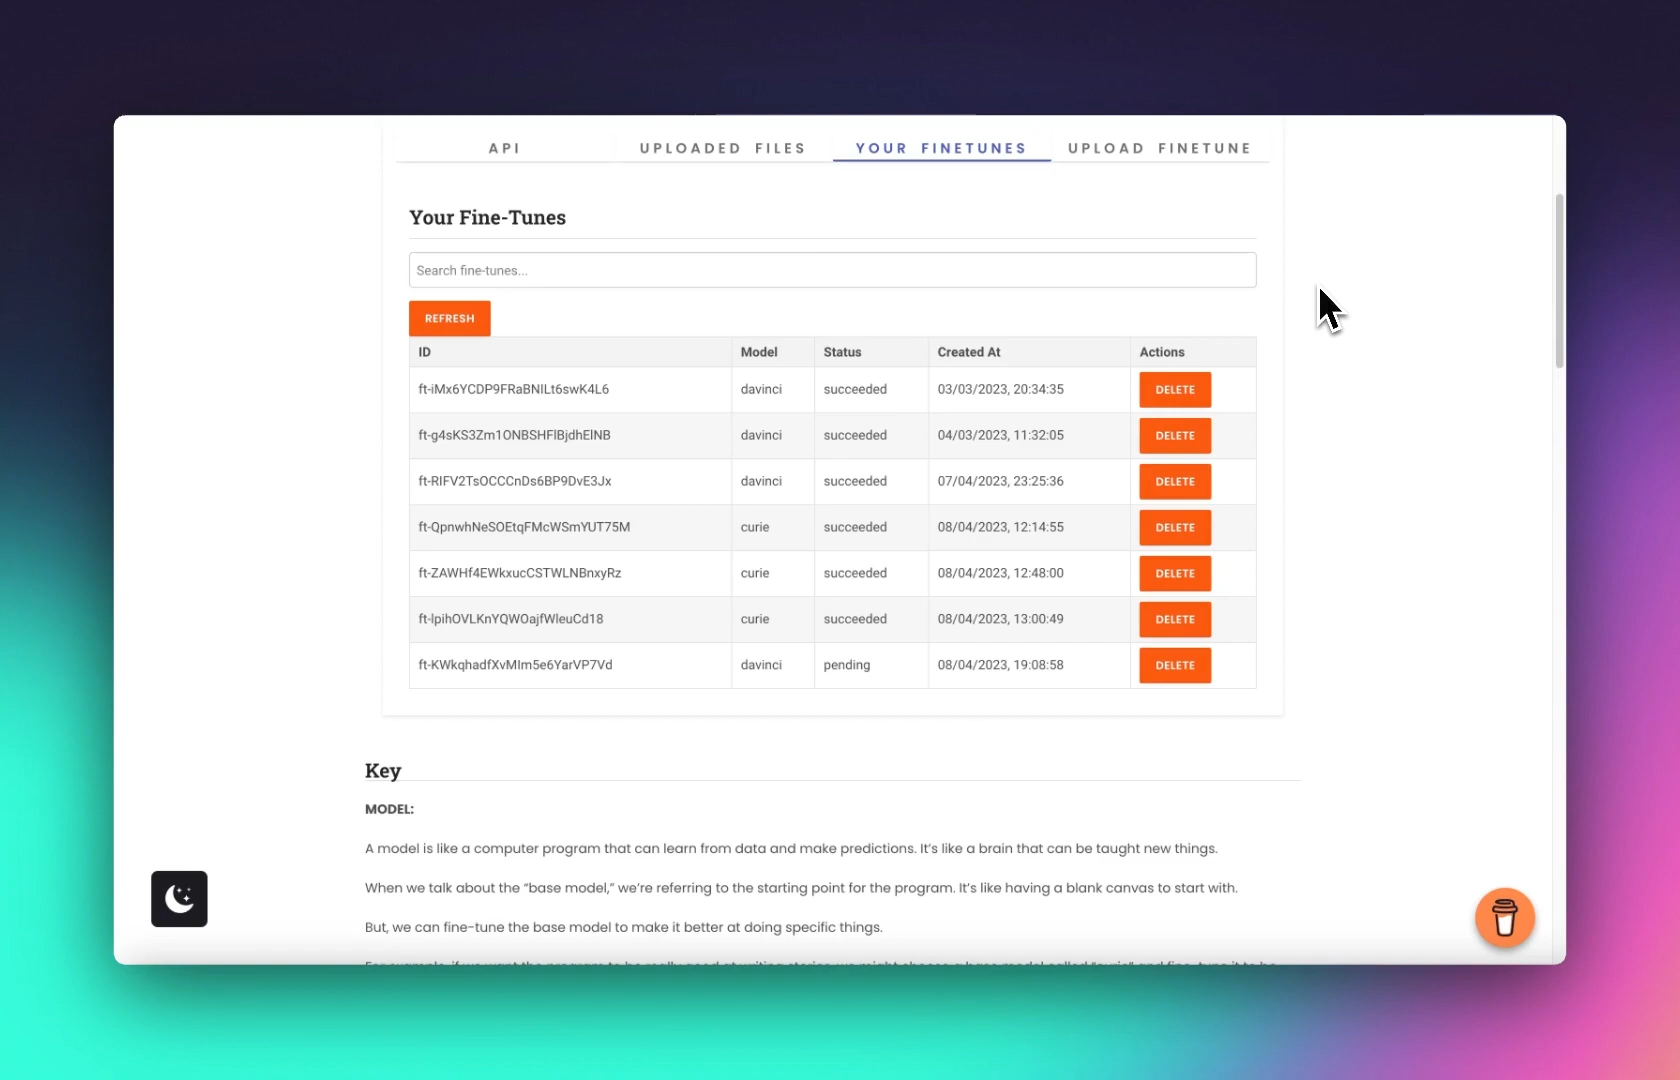 API UPLOADED FILES YOUR FINETUNES UPLOAD FINETUNE
Your Fine-Tunes
Search fine-tunes...
REFRESH
ID Model Status Created At Actions
ft-iMx6YCDP9FRaBNILt6swK4L6 davinci succeeded 03/03/2023, 20:34:35 DELETE
ft-g4sKS3Zm1ONBSHFlBjdhElNB davinci succeeded 04/03/2023, 11:32:05 DELETE
ft-RIFV2TsOCCCnDs6BP9DvE3Jx davinci succeeded 07/04/2023, 23:25:36 DELETE
ft-QpnwhNeSOEtqFMcWSmYUT75M curie succeeded 08/04/2023, 12:14:55 DELETE
ft-ZAWHf4EWkxucCSTWLNBnxyRz curie succeeded 08/04/2023, 12:48:00 DELETE
ft-lpihOVLKnYQWOajfWleuCd18 curie succeeded 08/04/2023, 13:00:49 DELETE
ft-KWkqhadfXvMIm5e6YarVP7Vd davinci pending 08/04/2023, 19:08:58 DELETE
Key
MODEL:
A model is like a computer program that can learn from data and make predictions. It’s like a brain that can be taught new things.
When we talk about the “base model,” we’re referring to the starting point for the program. It’s like having a blank canvas to start with.
But, we can fine-tune the base model to make it better at doing specific things.